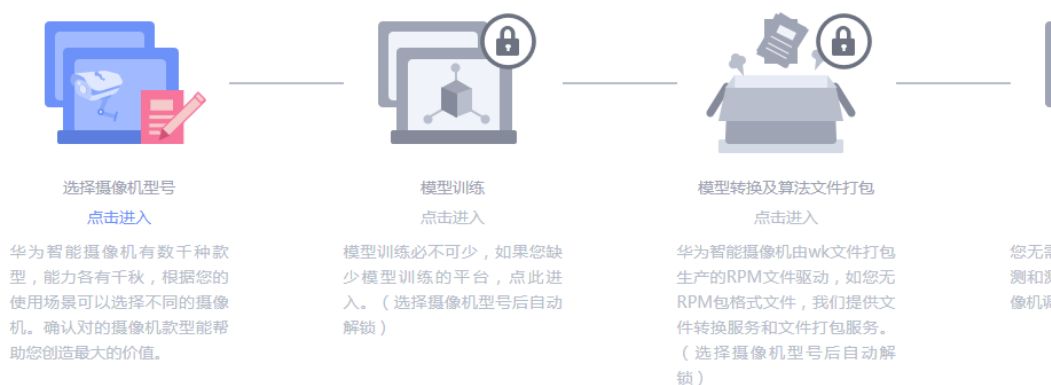 选择摄像机型号
点击进入
华为智能摄像机有数千种款
型，能力各有千秋，根据您的
使用场景可以选择不同的摄像
机。确认对的摄像机款型能帮
助您创造最大的价值。
模型训练
点击进入
模型训练必不可少，如果您缺
少模型训练的平台，点此进
入。（选择摄像机型号后自动
解锁）
模型转换及算法文件打包
点击进入
华为智能摄像机由wk文件打包
生产的RPM文件驱动，如您无
RPM包格式文件，我们提供文
件转换服务和文件打包服务。
（选择摄像机型号后自动解
锁）
您无需
测和测
像机调